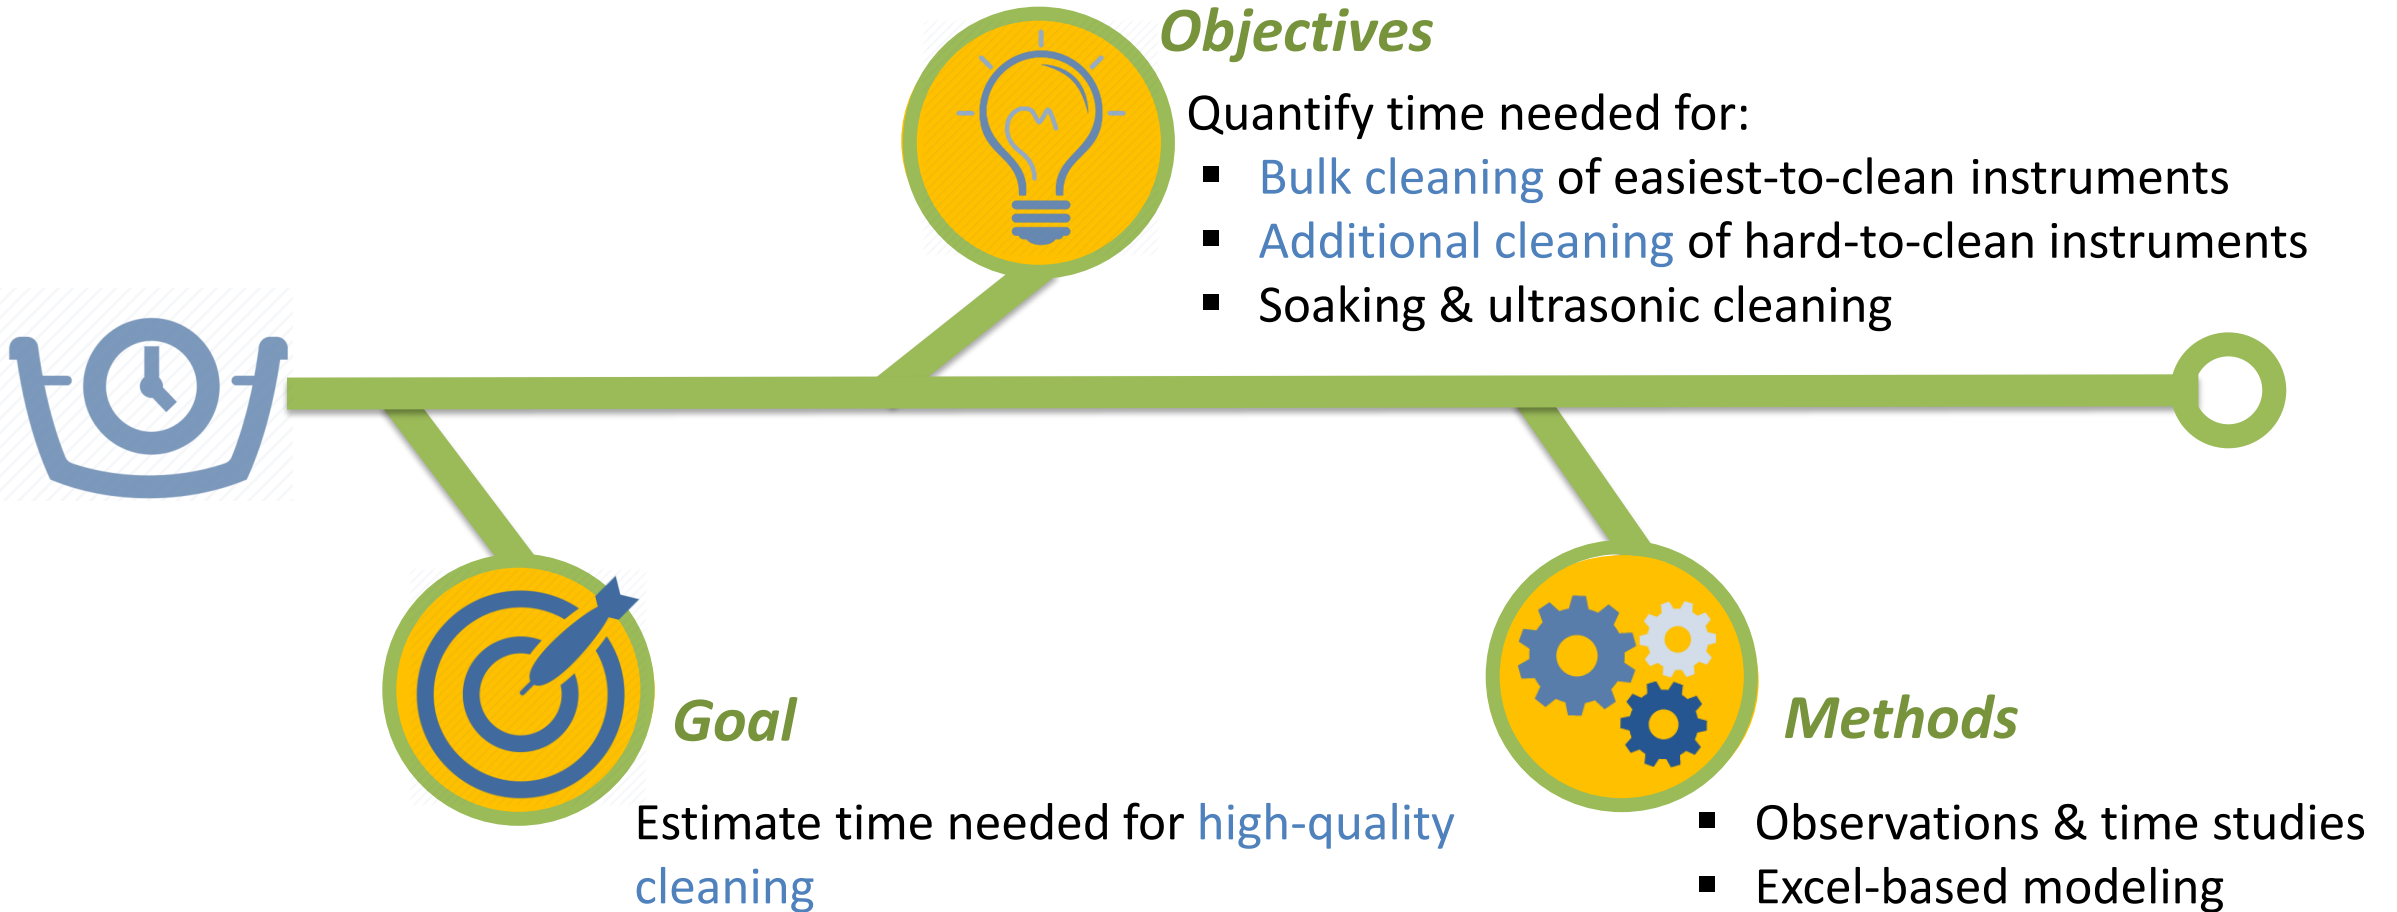 Objectives
Quantify time needed for:
▪ Bulk cleaning of easiest-to-clean instruments
▪ Additional cleaning of hard-to-clean instruments
▪ Soaking & ultrasonic cleaning
Goal
Estimate time needed for high-quality
cleaning
Methods
▪ Observations & time studies
▪ Excel-based modeling